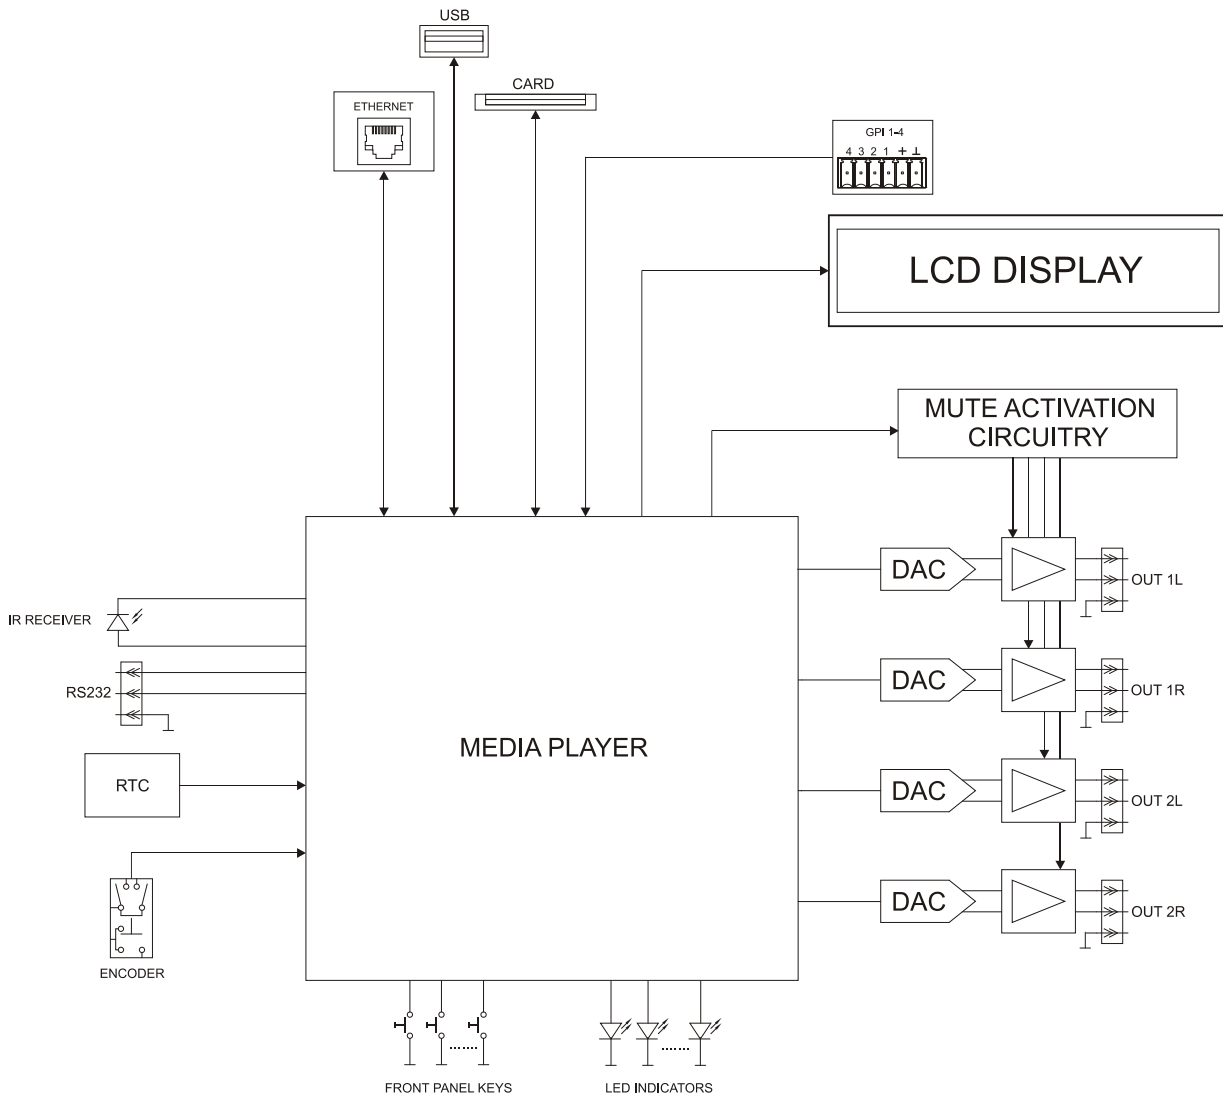 USB
CARD
ETHERNET
GPI 1-4
4 3 2 1 + ⊥
LCD DISPLAY
MUTE ACTIVATION
CIRCUITRY
DAC
OUT 1L
IR RECEIVER
DAC
OUT 1R
RS232
MEDIA PLAYER
RTC
DAC
OUT 2L
DAC
OUT 2R
ENCODER
FRONT PANEL KEYS
LED INDICATORS